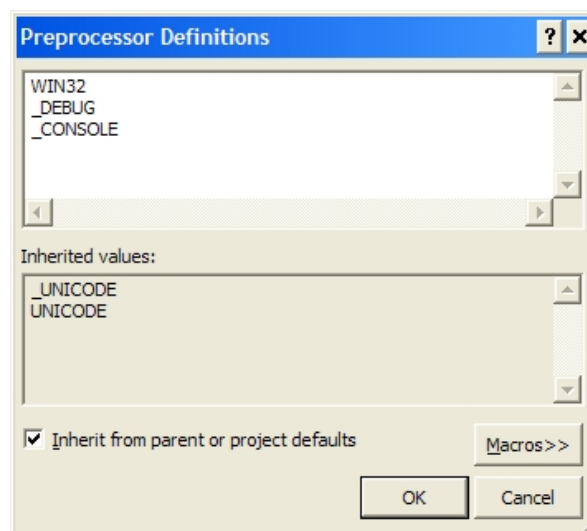 Preprocessor Definitions
WIN32
_DEBUG
_CONSOLE
Inherited values:
_UNICODE
UNICODE
Inherit from parent or project defaults
Macros>>
OK Cancel